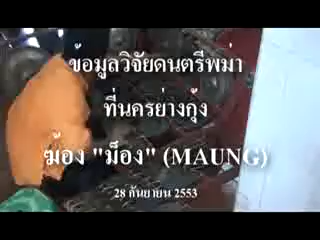 ข้อมูลวิจัยดนตรีพม่า
ที่นครย่างกุ้ง
ฆ้อง "ม็อง" (MAUNG)
28 กันยายน 2553